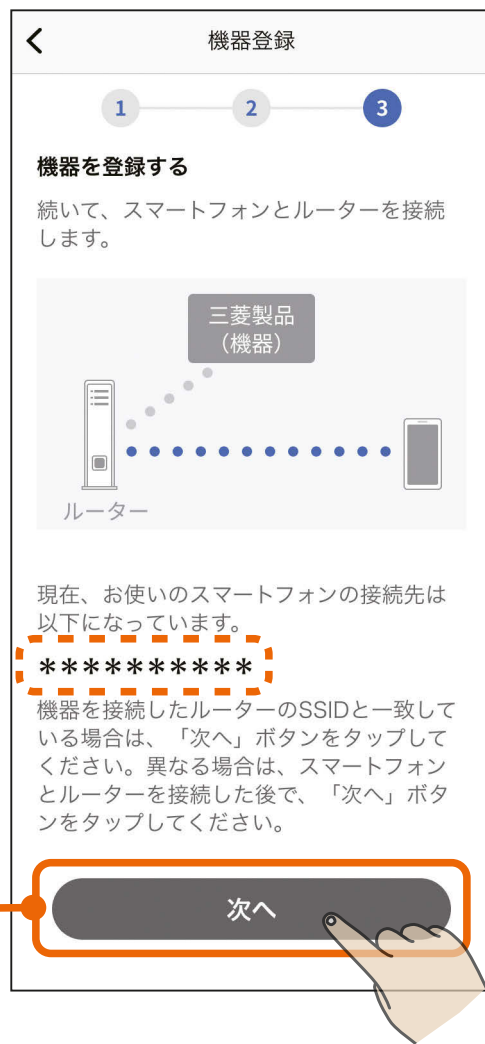 機器登録
1 2 3
機器を登録する
続いて、スマートフォンとルーターを接続
します。
三菱製品
（機器）
ルーター
現在、お使いのスマートフォンの接続先は
以下になっています。
**********
機器を接続したルーターのSSIDと一致して
いる場合は、「次へ」ボタンをタップして
ください。異なる場合は、スマートフォン
とルーターを接続した後で、「次へ」ボタ
ンをタップしてください。
次へ